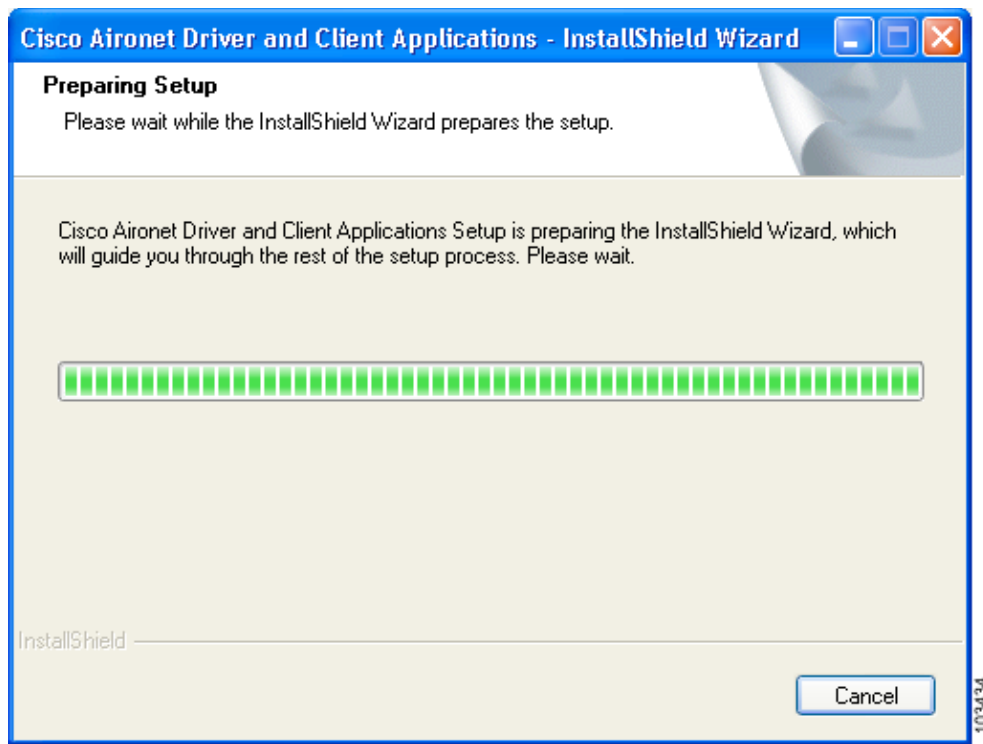 Cisco Aironet Driver and Client Applications - InstallShield Wizard
Preparing Setup
Please wait while the InstallShield Wizard prepares the setup.
Cisco Aironet Driver and Client Applications Setup is preparing the InstallShield Wizard, which
will guide you through the rest of the setup process. Please wait.
InstallShield
Cancel
103434